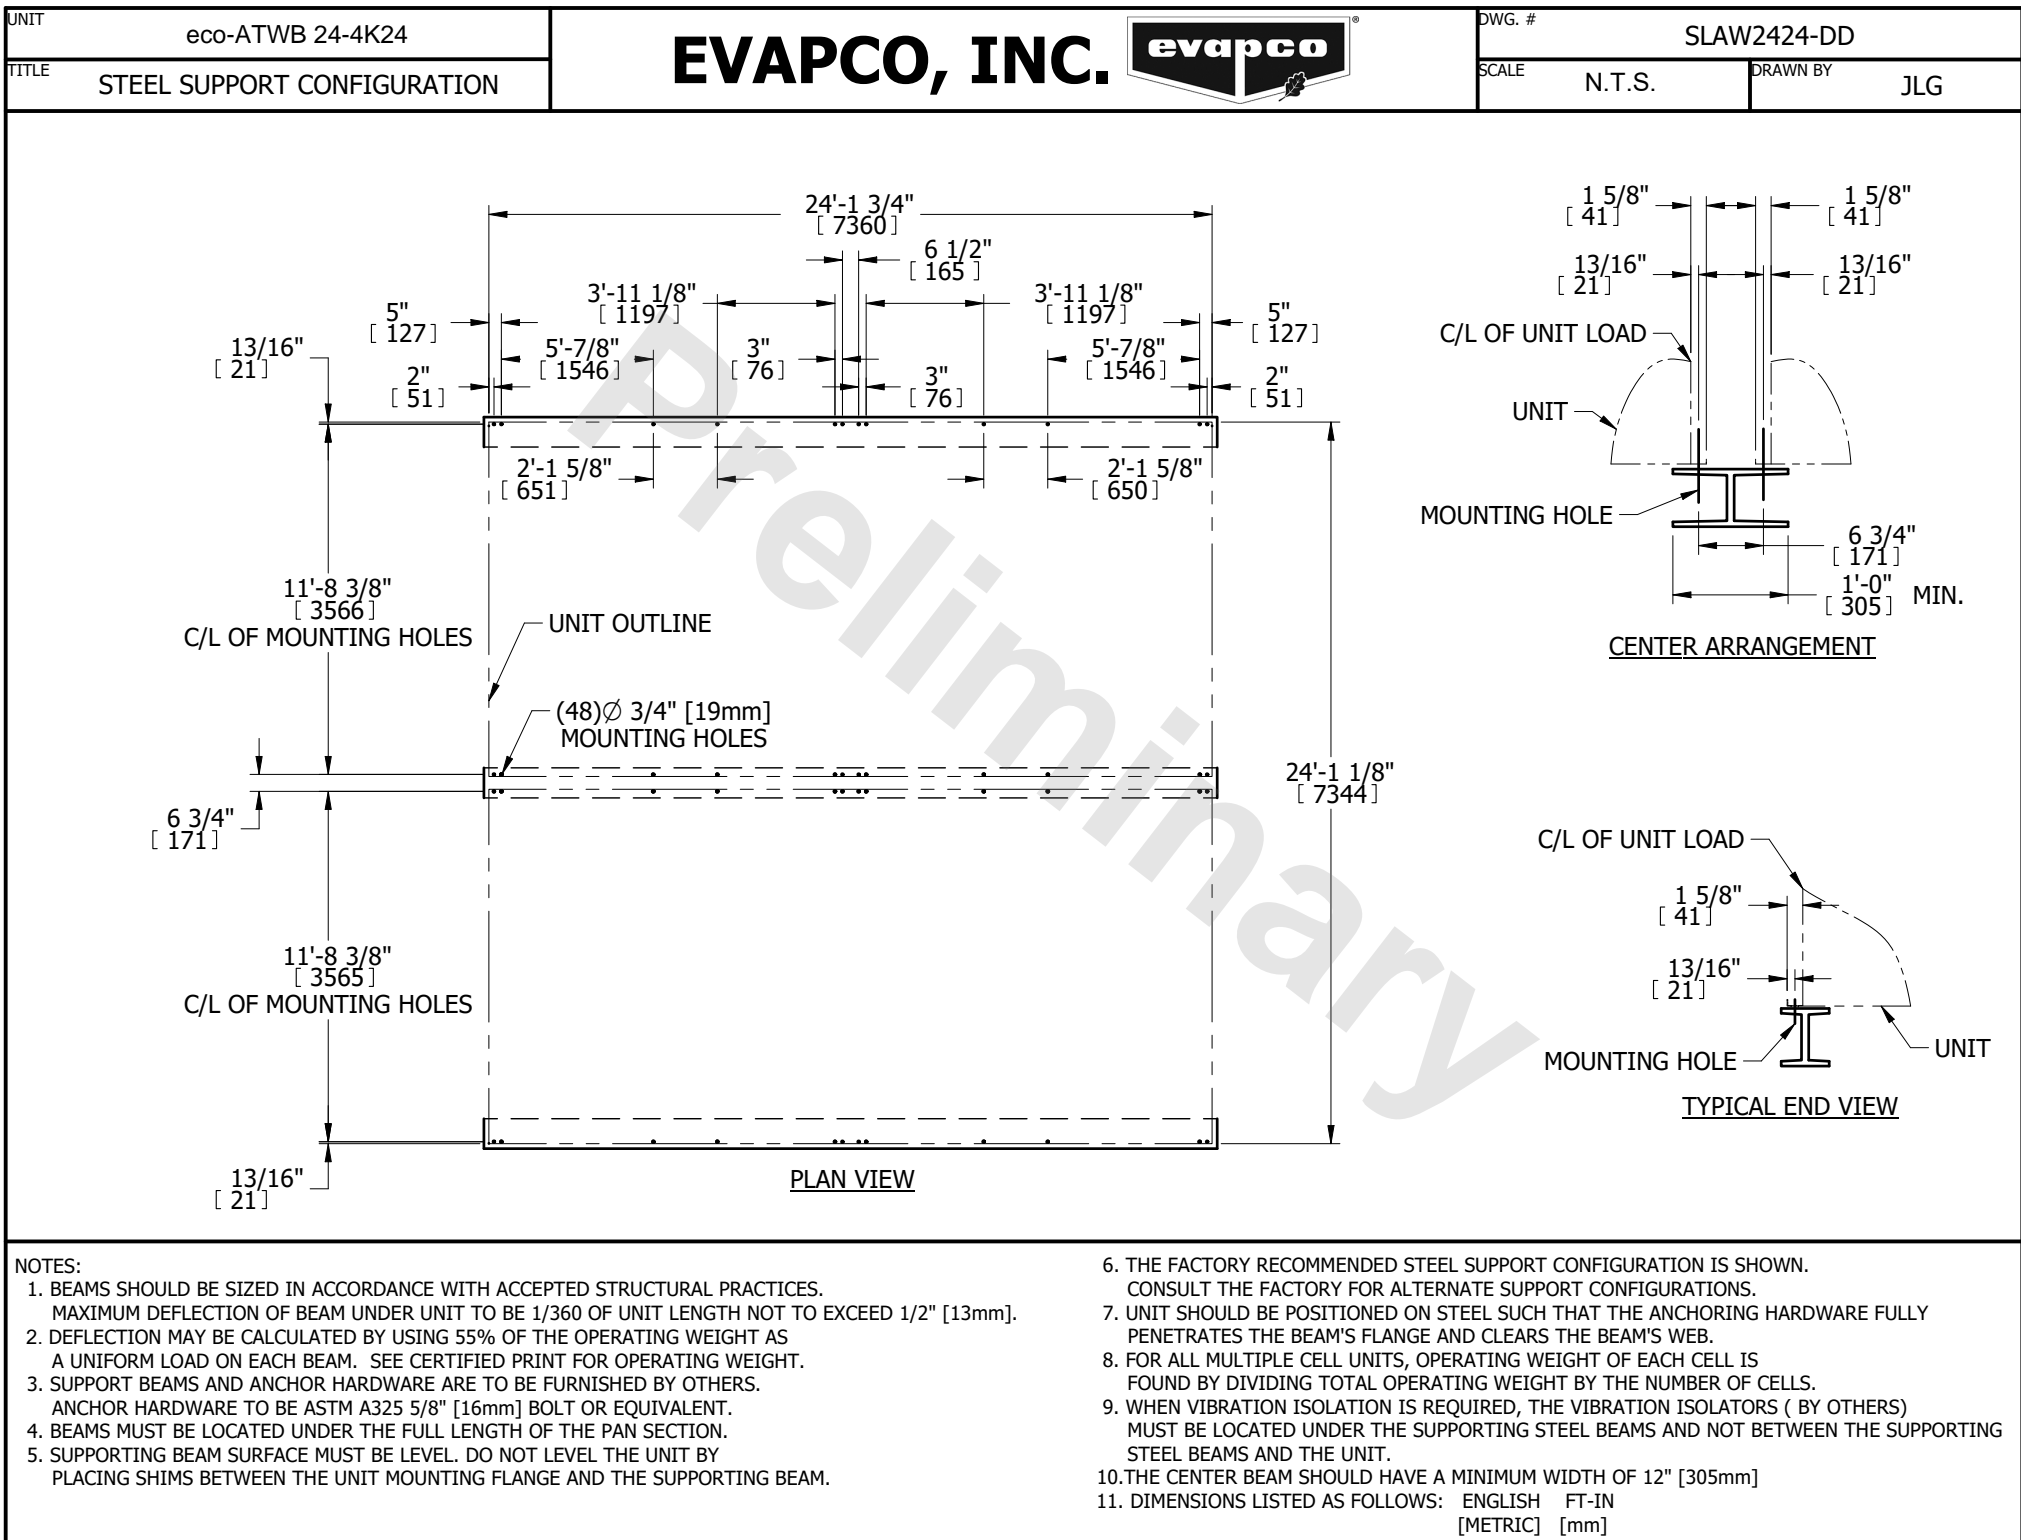 UNIT
eco-ATWB 24-4K24
TITLE
STEEL SUPPORT CONFIGURATION
EVAPCO, INC.
evapco
®
DWG. #
SLAW2424-DD
SCALE
N.T.S.
DRAWN BY
JLG
24'-1 3/4"
[ 7360 ]
6 1/2"
[ 165 ]
3'-11 1/8"
[ 1197 ]
3'-11 1/8"
[ 1197 ]
5"
[ 127 ]
5"
[ 127 ]
13/16"
[ 21 ]
5'-7/8"
[ 1546 ]
3"
[ 76 ]
5'-7/8"
[ 1546 ]
2"
[ 51 ]
3"
[ 76 ]
2"
[ 51 ]
2'-1 5/8"
[ 651 ]
2'-1 5/8"
[ 650 ]
11'-8 3/8"
[ 3566 ]
C/L OF MOUNTING HOLES
UNIT OUTLINE
(48)∅ 3/4" [19mm]
MOUNTING HOLES
6 3/4"
[ 171 ]
24'-1 1/8"
[ 7344 ]
11'-8 3/8"
[ 3565 ]
C/L OF MOUNTING HOLES
13/16"
[ 21 ]
PLAN VIEW
Preliminary
1 5/8"
[ 41 ]
1 5/8"
[ 41 ]
13/16"
[ 21 ]
13/16"
[ 21 ]
C/L OF UNIT LOAD
UNIT
MOUNTING HOLE
6 3/4"
[ 171 ]
1'-0"
[ 305 ] MIN.
CENTER ARRANGEMENT
C/L OF UNIT LOAD
1 5/8"
[ 41 ]
13/16"
[ 21 ]
MOUNTING HOLE
UNIT
TYPICAL END VIEW
NOTES:
1. BEAMS SHOULD BE SIZED IN ACCORDANCE WITH ACCEPTED STRUCTURAL PRACTICES.
MAXIMUM DEFLECTION OF BEAM UNDER UNIT TO BE 1/360 OF UNIT LENGTH NOT TO EXCEED 1/2" [13mm].
2. DEFLECTION MAY BE CALCULATED BY USING 55% OF THE OPERATING WEIGHT AS
A UNIFORM LOAD ON EACH BEAM. SEE CERTIFIED PRINT FOR OPERATING WEIGHT.
3. SUPPORT BEAMS AND ANCHOR HARDWARE ARE TO BE FURNISHED BY OTHERS.
ANCHOR HARDWARE TO BE ASTM A325 5/8" [16mm] BOLT OR EQUIVALENT.
4. BEAMS MUST BE LOCATED UNDER THE FULL LENGTH OF THE PAN SECTION.
5. SUPPORTING BEAM SURFACE MUST BE LEVEL. DO NOT LEVEL THE UNIT BY
PLACING SHIMS BETWEEN THE UNIT MOUNTING FLANGE AND THE SUPPORTING BEAM.
6. THE FACTORY RECOMMENDED STEEL SUPPORT CONFIGURATION IS SHOWN.
CONSULT THE FACTORY FOR ALTERNATE SUPPORT CONFIGURATIONS.
7. UNIT SHOULD BE POSITIONED ON STEEL SUCH THAT THE ANCHORING HARDWARE FULLY
PENETRATES THE BEAM'S FLANGE AND CLEARS THE BEAM'S WEB.
8. FOR ALL MULTIPLE CELL UNITS, OPERATING WEIGHT OF EACH CELL IS
FOUND BY DIVIDING TOTAL OPERATING WEIGHT BY THE NUMBER OF CELLS.
9. WHEN VIBRATION ISOLATION IS REQUIRED, THE VIBRATION ISOLATORS ( BY OTHERS)
MUST BE LOCATED UNDER THE SUPPORTING STEEL BEAMS AND NOT BETWEEN THE SUPPORTING
STEEL BEAMS AND THE UNIT.
10.THE CENTER BEAM SHOULD HAVE A MINIMUM WIDTH OF 12" [305mm]
11. DIMENSIONS LISTED AS FOLLOWS: ENGLISH FT-IN
[METRIC] [mm]